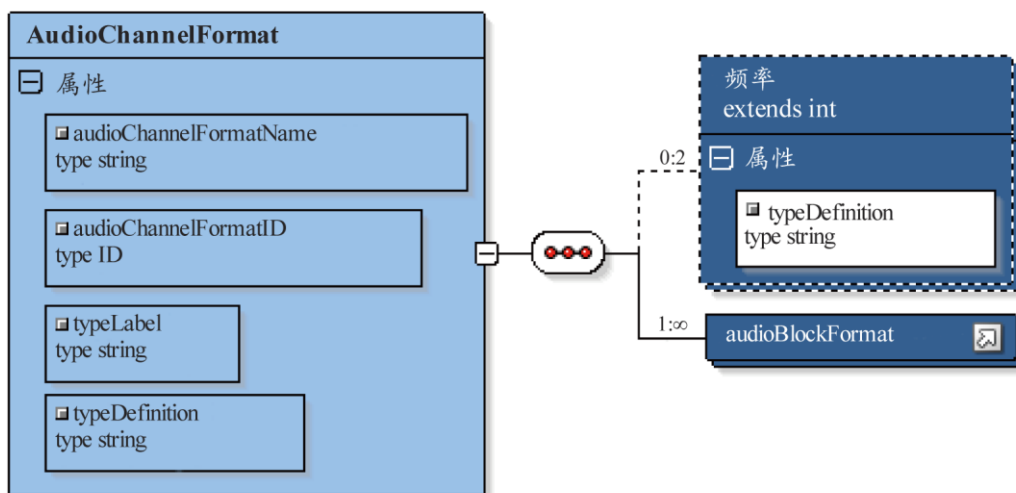 AudioChannelFormat
属性
audioChannelFormatName
type string
audioChannelFormatID
type ID
typeLabel
type string
typeDefinition
type string
0:2
1:∞
频率
extends int
属性
typeDefinition
type string
audioBlockFormat